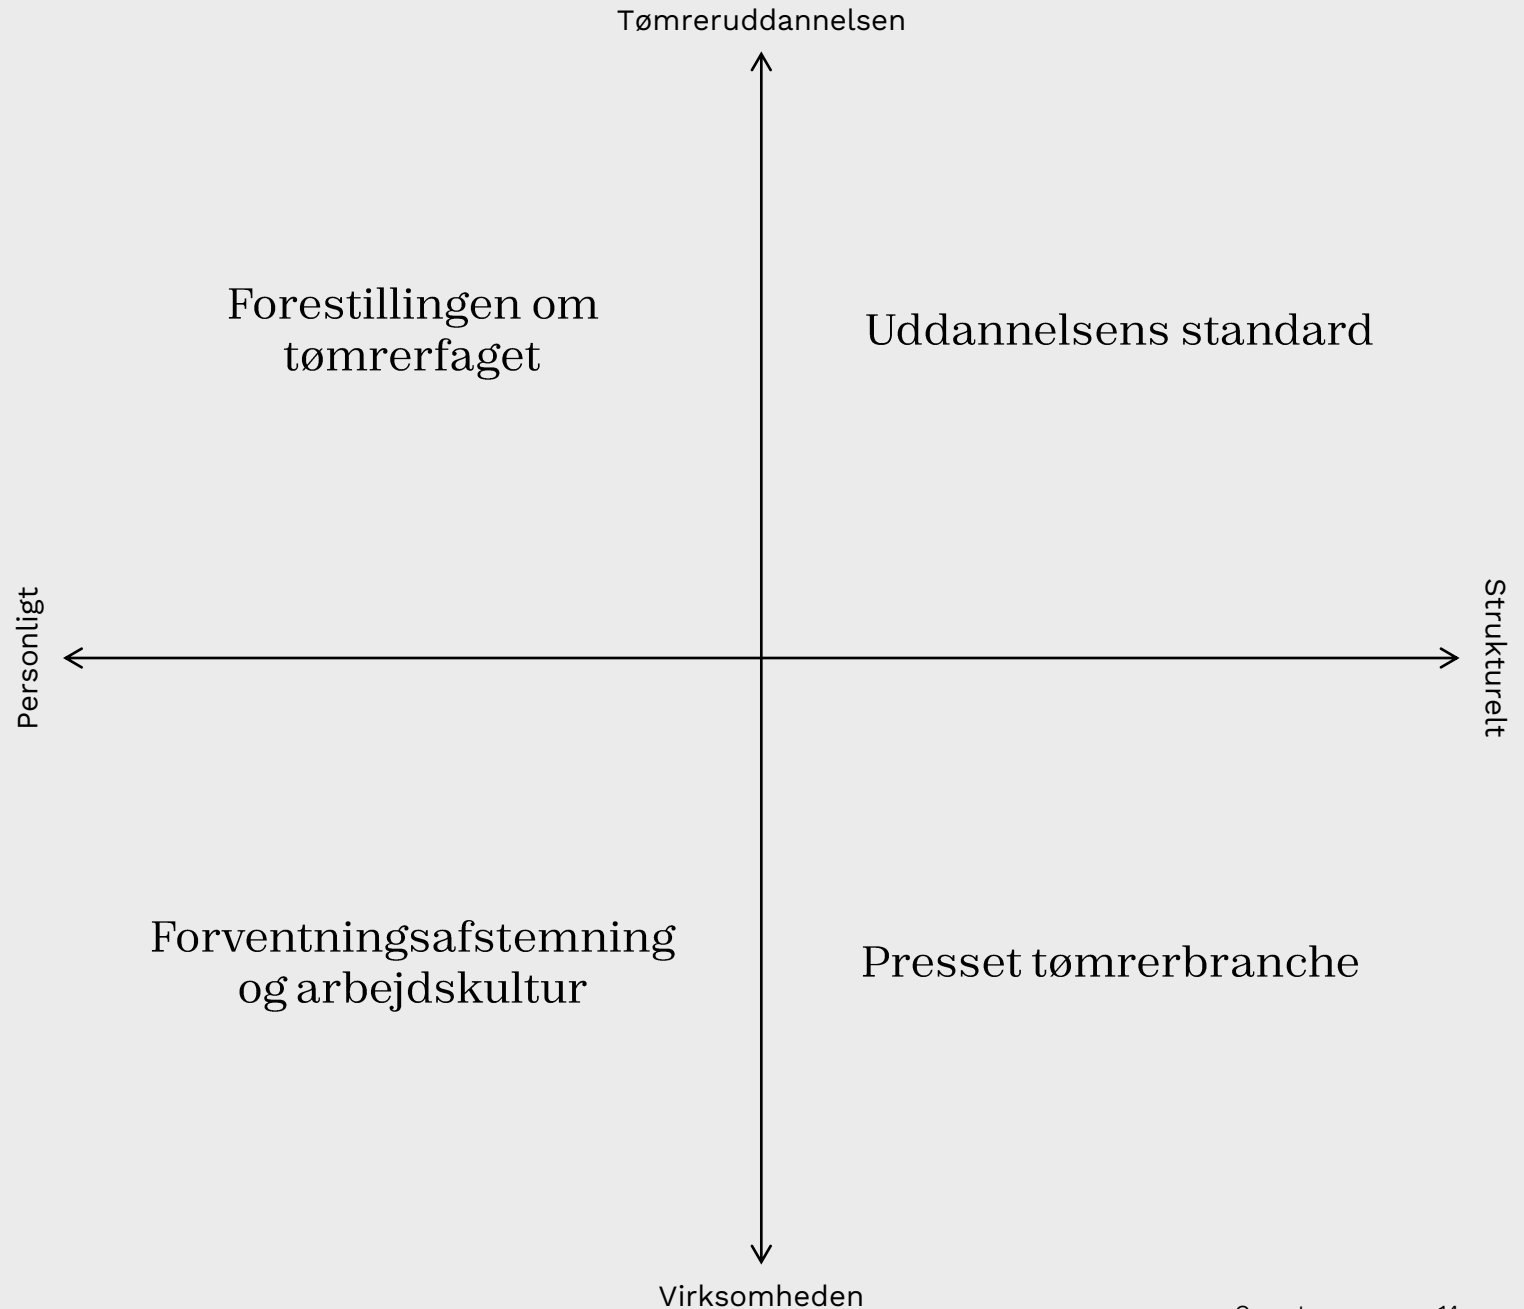 Tømreruddannelsen
Forestillingen om
tømrerfaget
Uddannelsens standard
Personligt
Strukturelt
Forventningsafstemning
og arbejdskultur
Presset tømrerbranche
Virksomheden